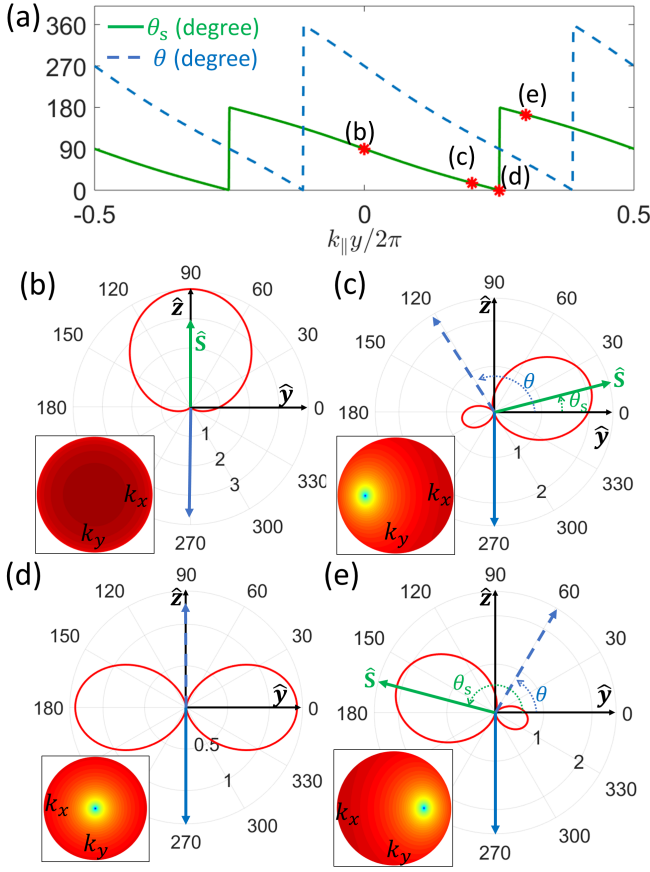 (a)
θs (degree)
θ (degree)
360
270
180
90
0
(b)
(c)
(d)
(e)
-0.5
0
0.5
k∥y/2π
(b)
90
120
60
150
30
180
0
330
300
270
ẑ
ŝ
ŷ
1
2
3
kx
ky
(c)
90
120
60
150
30
180
0
330
300
270
ẑ
θ
ŝ
θs
ŷ
1
2
kx
ky
(d)
90
120
60
150
30
180
0
330
300
270
ẑ
ŷ
0.5
1
kx
ky
(e)
90
120
60
150
30
180
0
330
300
270
ẑ
ŝ
θs
θ
ŷ
1
2
kx
ky